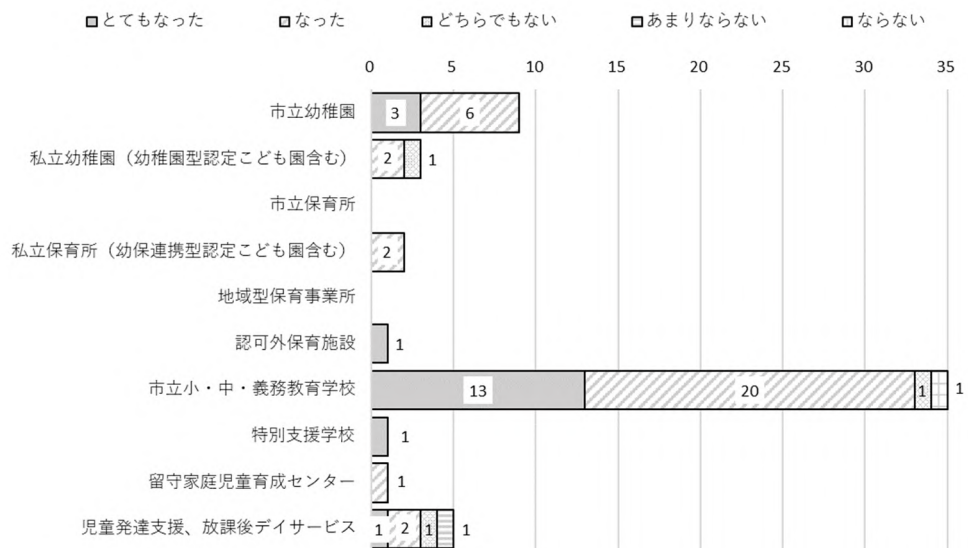 とてもなった なった どちらでもない あまりならない ならない
0 5 10 15 20 25 30 35
市立幼稚園 3 6
私立幼稚園（幼稚園型認定こども園含む） 2 1
市立保育所
私立保育所（幼保連携型認定こども園含む） 2
地域型保育事業所
認可外保育施設 1
市立小・中・義務教育学校 13 20 1 1
特別支援学校 1
留守家庭児童育成センター 1
児童発達支援、放課後デイサービス 1 2 1 1